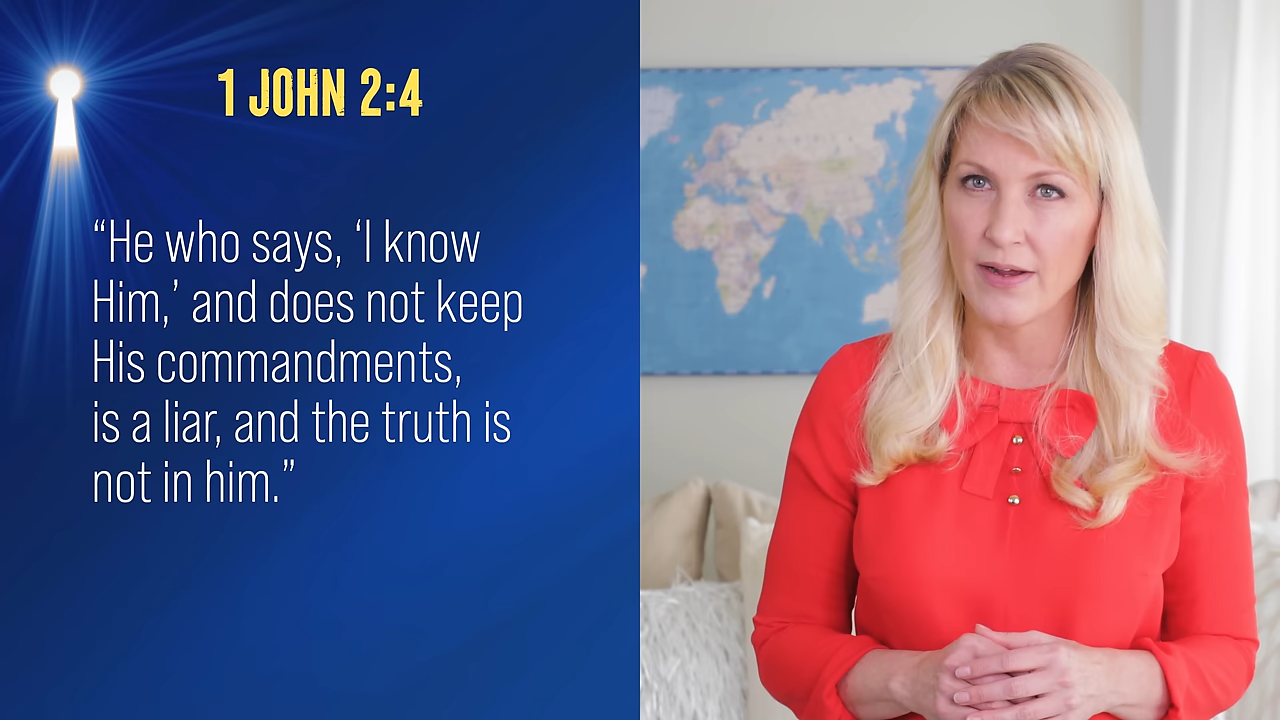 1 JOHN 2:4
“He who says, ‘I know
Him,’ and does not keep
His commandments,
is a liar, and the truth is
not in him.”